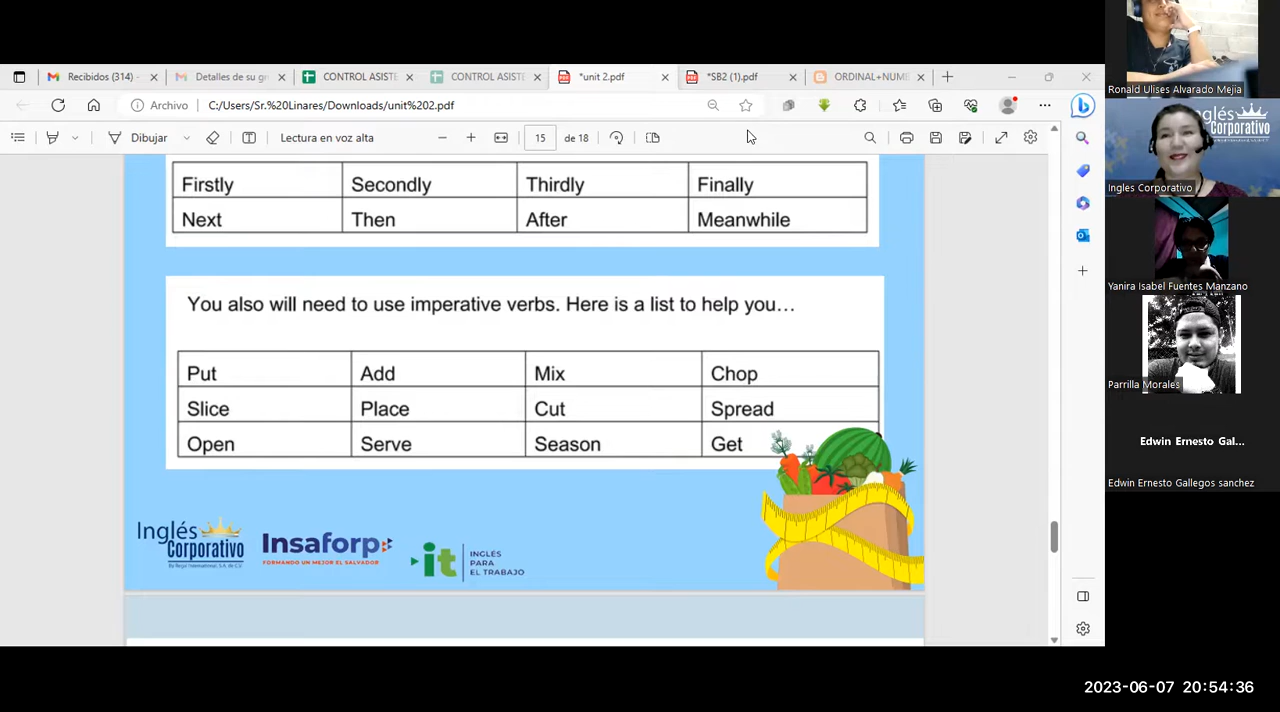 Recibidos (314) -
Detalles de su gr
CONTROL ASISTE
CONTROL ASISTE
*unit 2.pdf
*SB2 (1).pdf
ORDINAL+NUME
Archivo
C:/Users/Sr.%20Linares/Downloads/unit%202.pdf
Dibujar
Lectura en voz alta
15
de 18
Firstly Secondly Thirdly Finally
Next Then After Meanwhile
You also will need to use imperative verbs. Here is a list to help you…
Put Add Mix Chop
Slice Place Cut Spread
Open Serve Season Get
Inglés
Corporativo
Insaforp
FORMANDO UN MEJOR EL SALVADOR
it
INGLÉS
PARA
EL TRABAJO
Ronald Ulises Alvarado Mejia
Inglés
Corporativo
Ingles Corporativo
Yanira Isabel Fuentes Manzano
Parrilla Morales
Edwin Ernesto Gal...
Edwin Ernesto Gallegos sanchez
2023-06-07 20:54:36